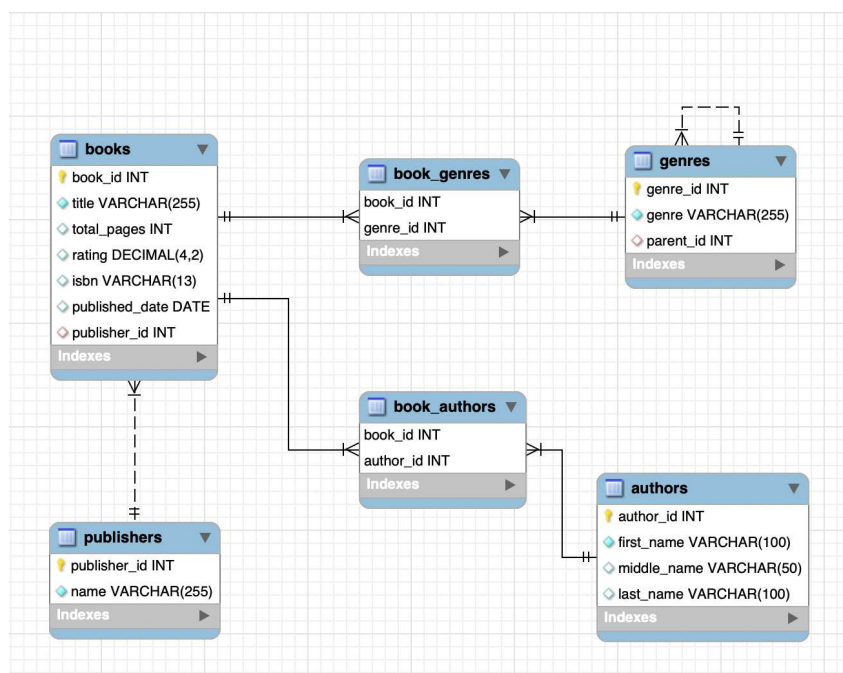 books
book_id INT
title VARCHAR(255)
total_pages INT
rating DECIMAL(4,2)
isbn VARCHAR(13)
published_date DATE
publisher_id INT
Indexes
book_genres
book_id INT
genre_id INT
Indexes
genres
genre_id INT
genre VARCHAR(255)
parent_id INT
Indexes
book_authors
book_id INT
author_id INT
Indexes
authors
author_id INT
first_name VARCHAR(100)
middle_name VARCHAR(50)
last_name VARCHAR(100)
Indexes
publishers
publisher_id INT
name VARCHAR(255)
Indexes